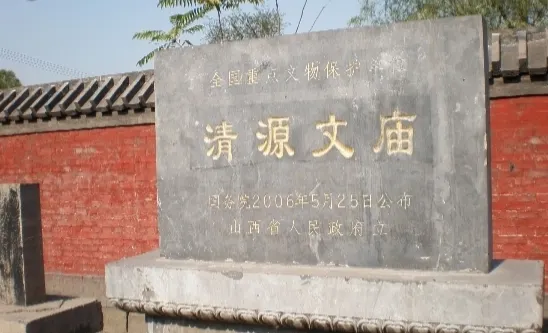 全国重点文物保护单位
清源文庙
国务院2006年5月25日公布
山西省人民政府立